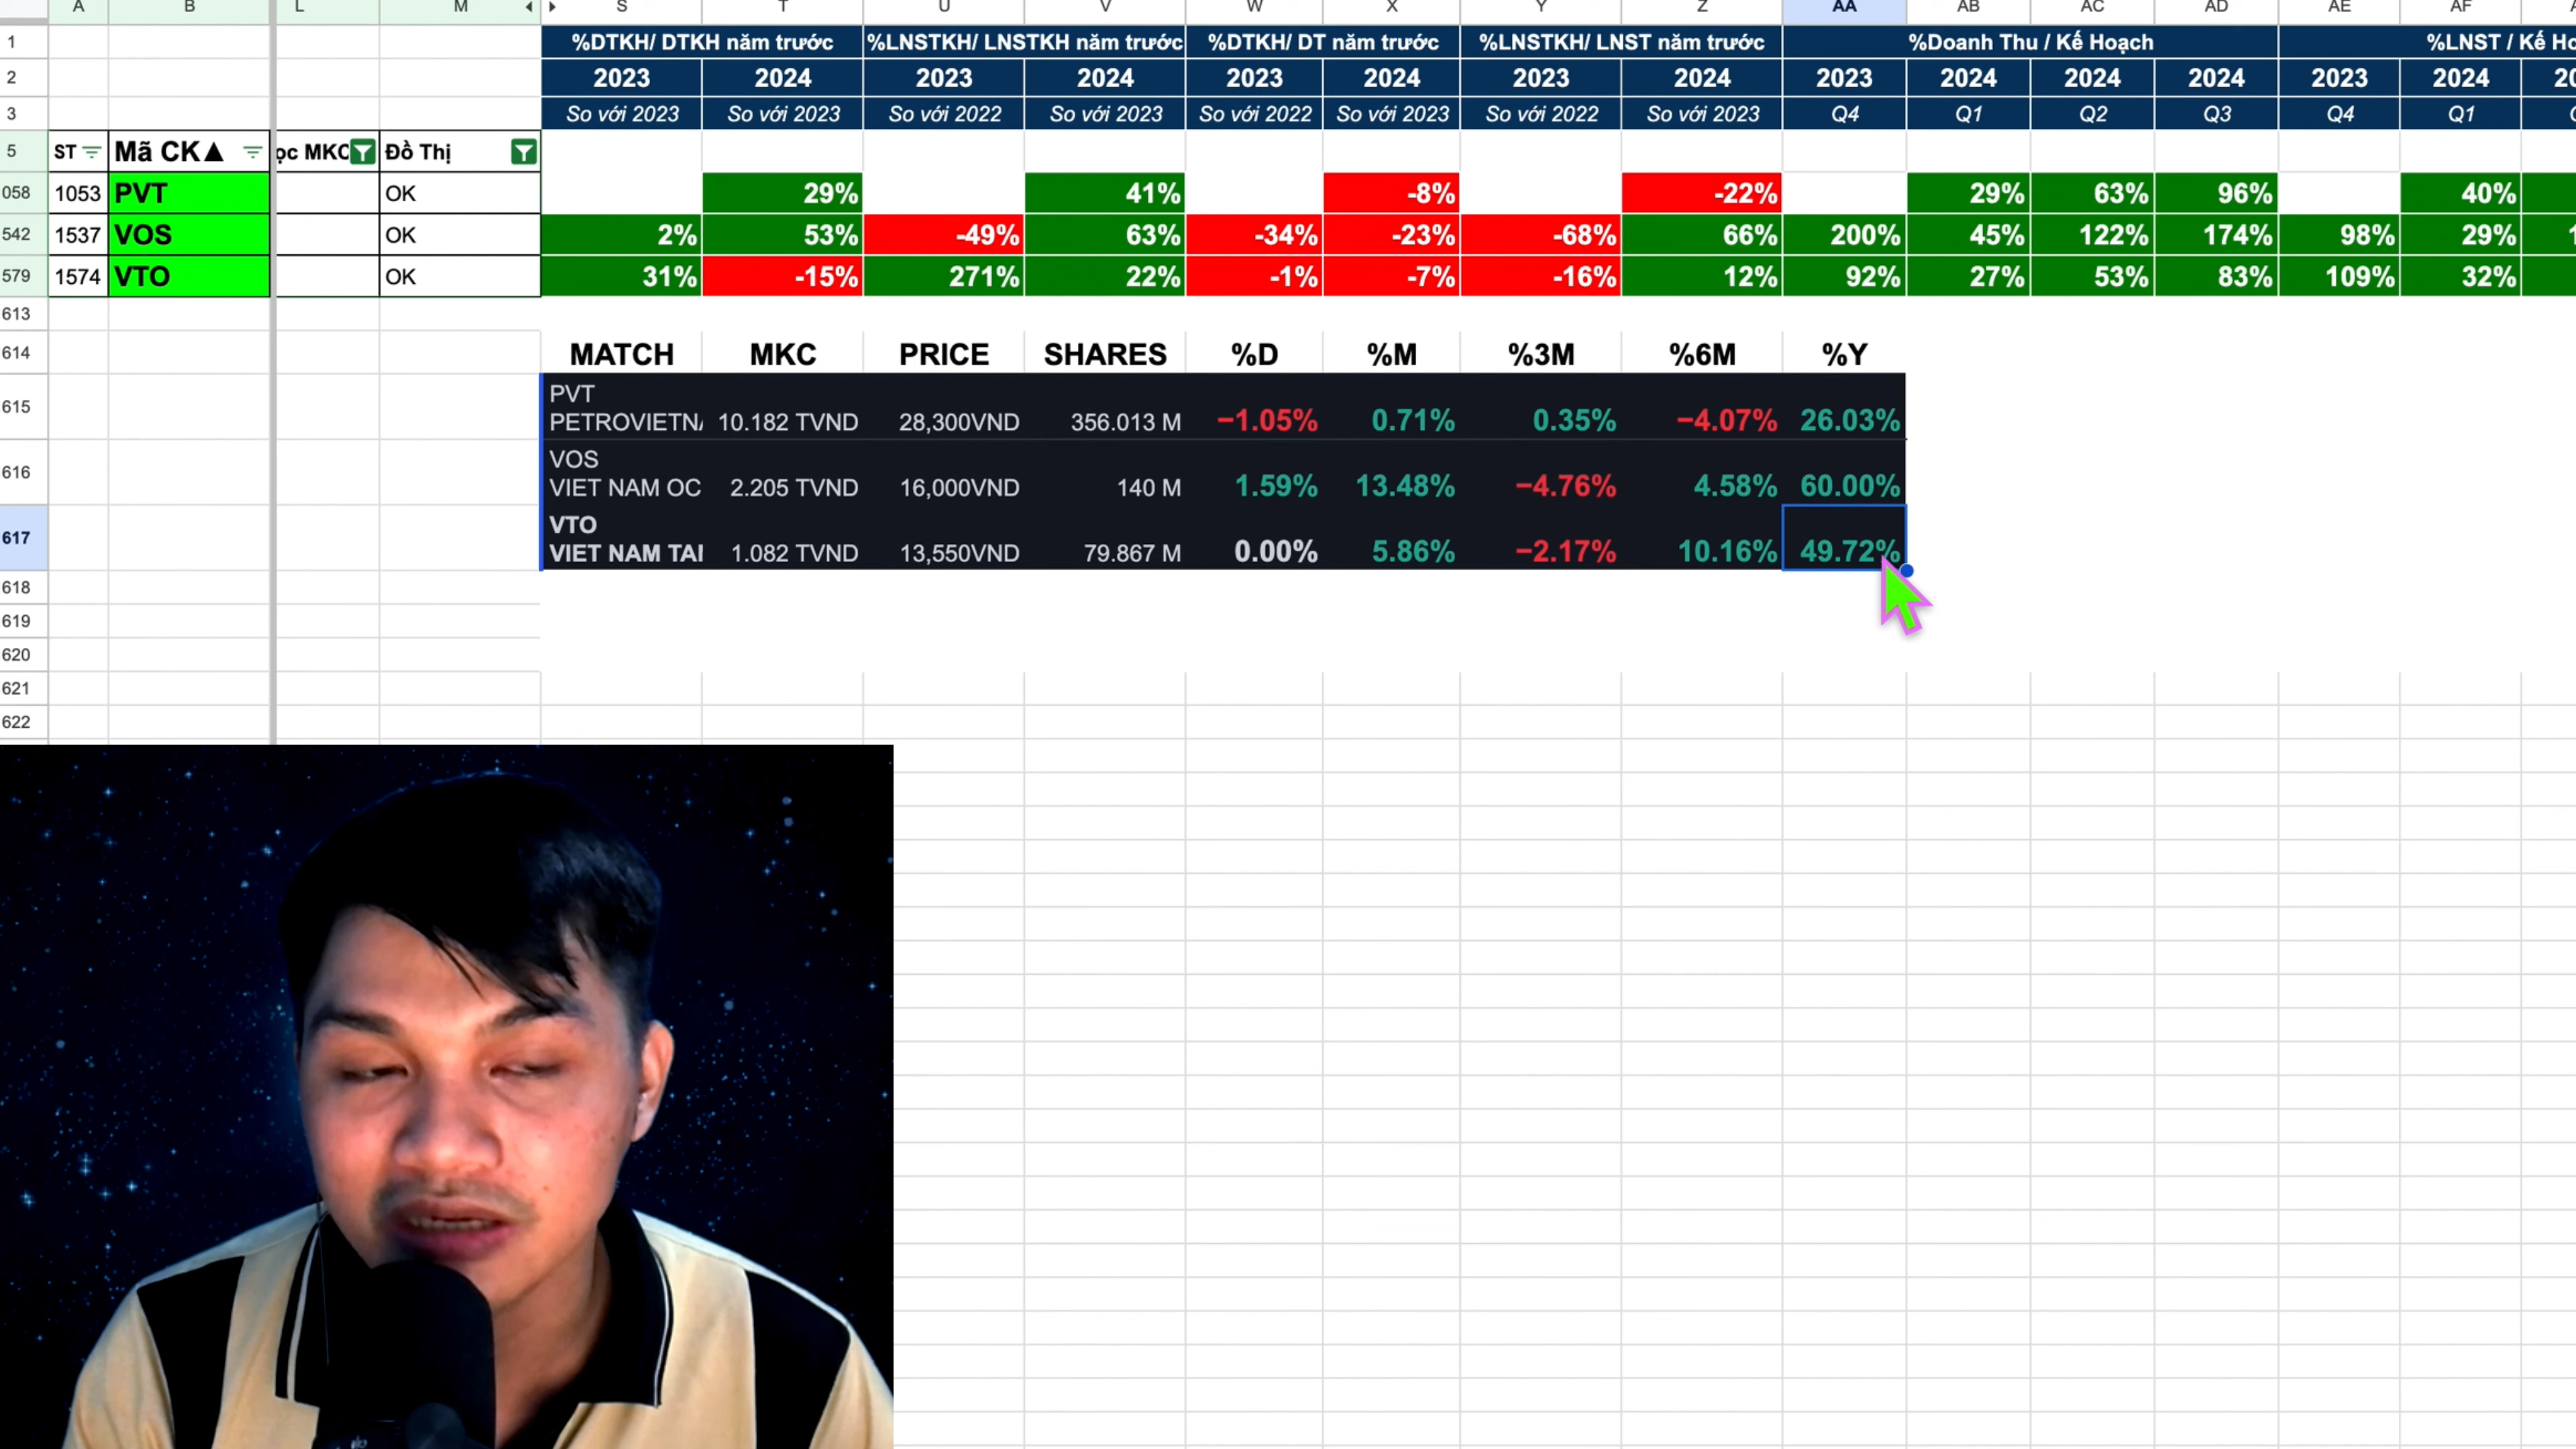 A B L M S T U V W X Y Z AA AB AC AD AE AF
1 %DTKH/ DTKH năm trước %LNSTKH/ LNSTKH năm trước %DTKH/ DT năm trước %LNSTKH/ LNST năm trước %Doanh Thu / Kế Hoạch %LNST / Kế
2 2023 2024 2023 2024 2023 2024 2023 2024 2023 2024 2024 2024 2023 2024
3 So với 2023 So với 2023 So với 2022 So với 2023 So với 2022 So với 2023 So với 2022 So với 2023 Q4 Q1 Q2 Q3 Q4 Q1
5 ST Mã CK▲ ọc MKC Đồ Thị
058 1053 PVT OK 29% 41% -8% -22% 29% 63% 96% 40%
542 1537 VOS OK 2% 53% -49% 63% -34% -23% -68% 66% 200% 45% 122% 174% 98% 29%
579 1574 VTO OK 31% -15% 271% 22% -1% -7% -16% 12% 92% 27% 53% 83% 109% 32%
613
614 MATCH MKC PRICE SHARES %D %M %3M %6M %Y
615 PVT
PETROVIETNA 10.182 TVND 28,300VND 356.013 M −1.05% 0.71% 0.35% −4.07% 26.03%
616 VOS
VIET NAM OC 2.205 TVND 16,000VND 140 M 1.59% 13.48% −4.76% 4.58% 60.00%
617 VTO
VIET NAM TAI 1.082 TVND 13,550VND 79.867 M 0.00% 5.86% −2.17% 10.16% 49.72%
618
619
620
621
622